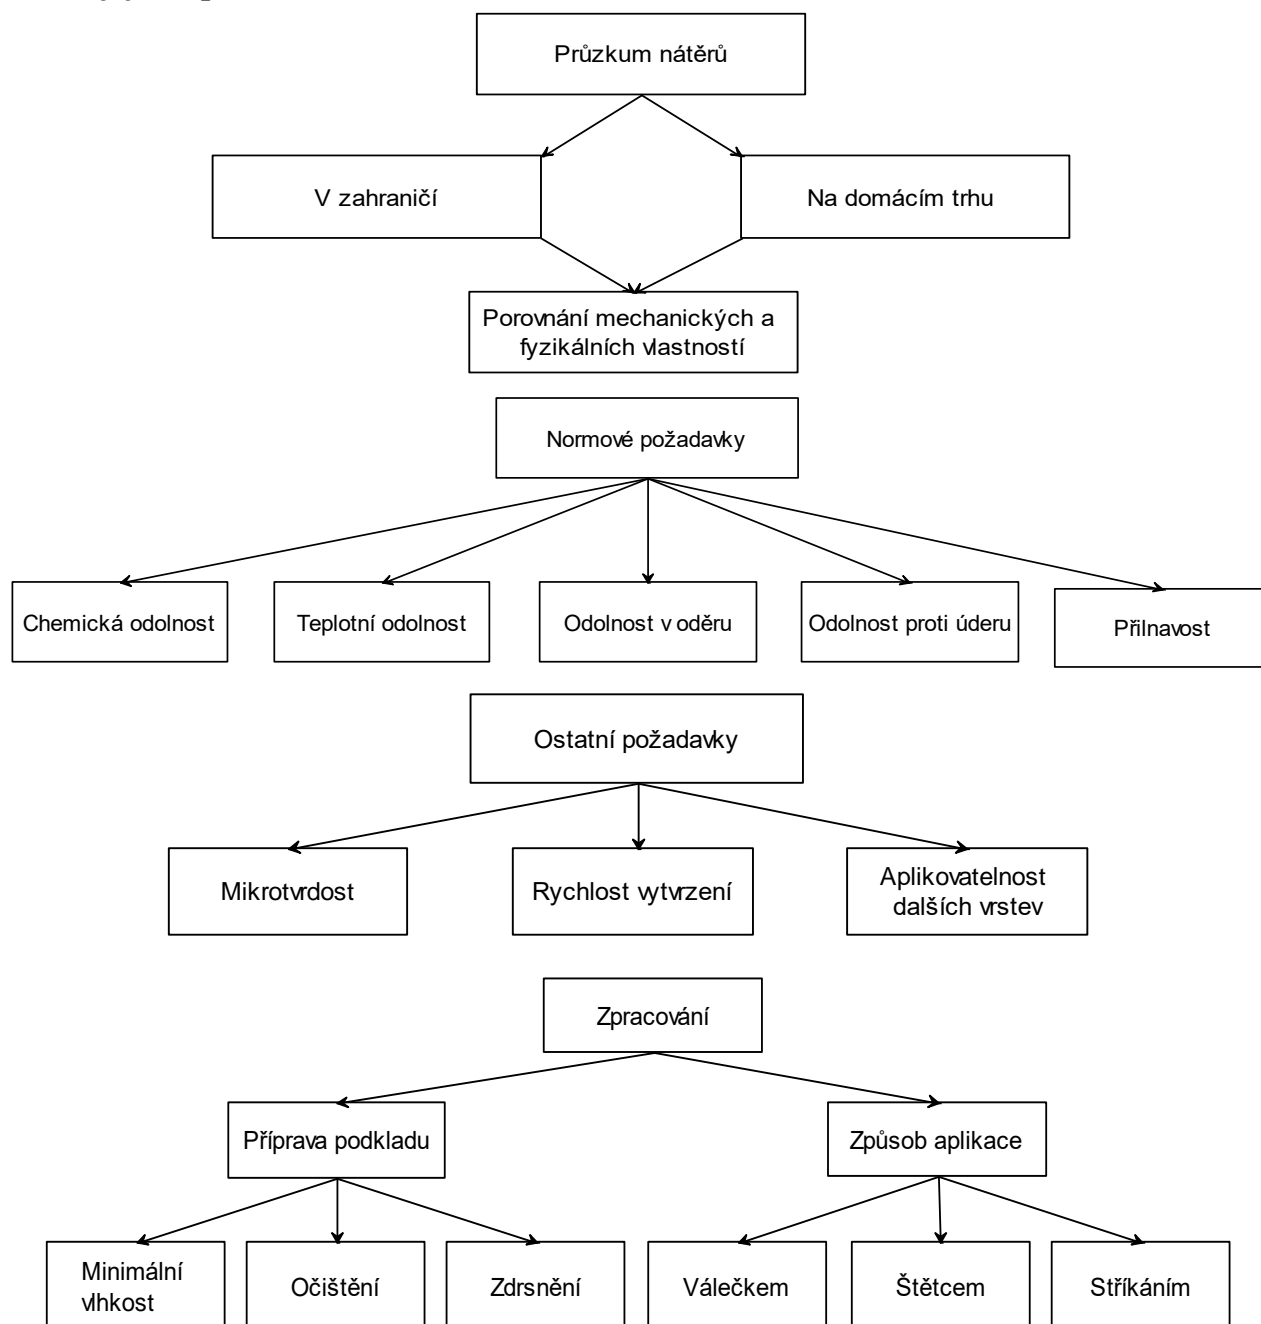 Průzkum nátěrů
V zahraničí
Na domácím trhu
Porovnání mechanických a
fyzikálních vlastností
Normové požadavky
Chemická odolnost
Teplotní odolnost
Odolnost v oděru
Odolnost proti úderu
Přilnavost
Ostatní požadavky
Mikrotvrdost
Rychlost vytvrzení
Aplikovatelnost
dalších vrstev
Zpracování
Příprava podkladu
Způsob aplikace
Minimální
vlhkost
Očištění
Zdrsnění
Válečkem
Štětcem
Stříkáním